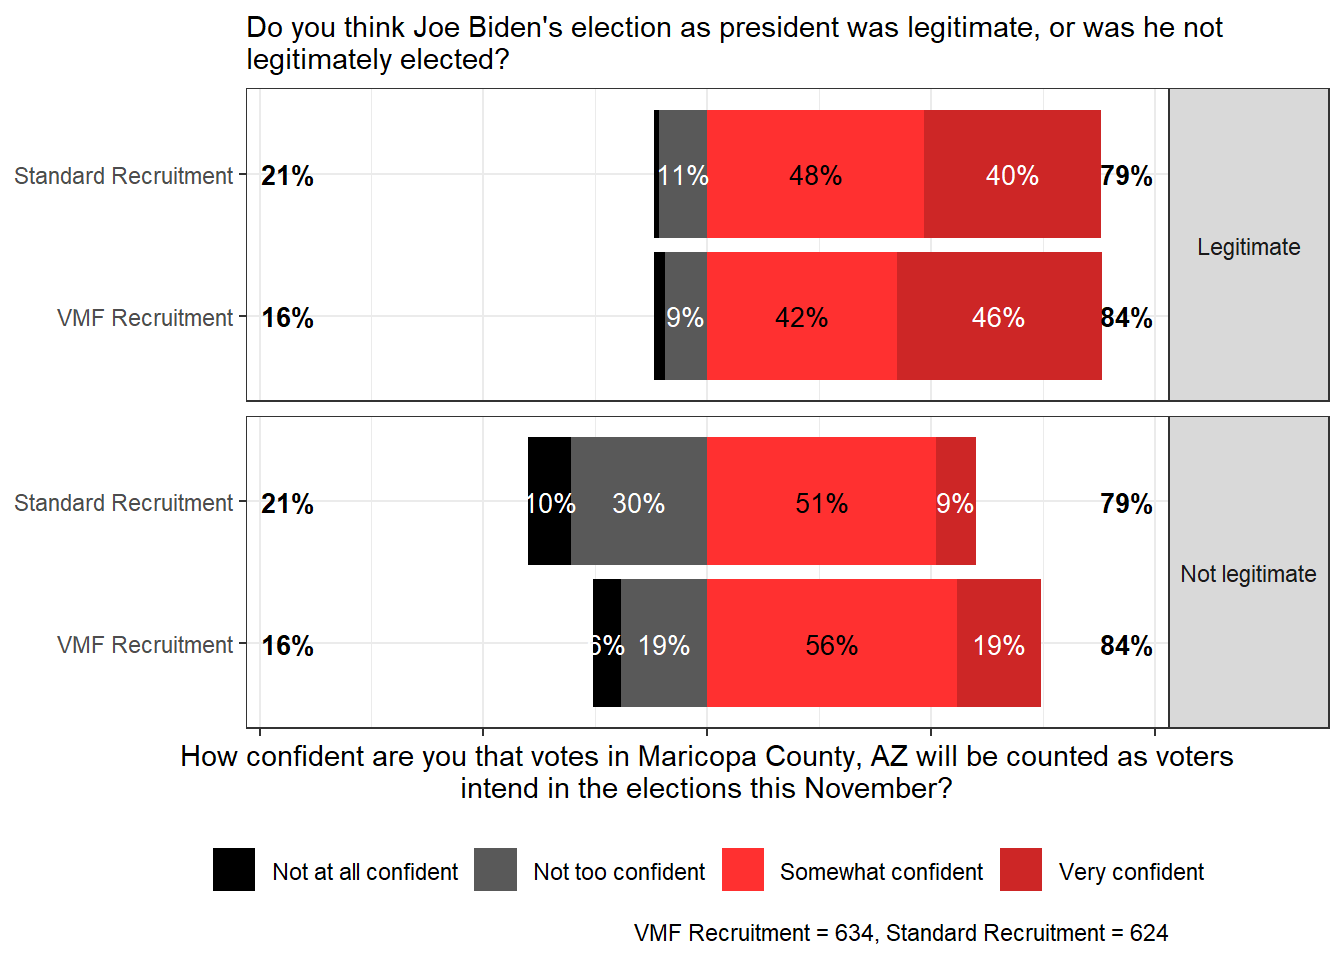 Do you think Joe Biden's election as president was legitimate, or was he not
legitimately elected?
Standard Recruitment 21% 11% 48% 40% 79%
Legitimate
VMF Recruitment 16% 9% 42% 46% 84%
Standard Recruitment 21% 10% 30% 51% 9% 79%
Not legitimate
VMF Recruitment 16% 6% 19% 56% 19% 84%
How confident are you that votes in Maricopa County, AZ will be counted as voters
intend in the elections this November?
Not at all confident Not too confident Somewhat confident Very confident
VMF Recruitment = 634, Standard Recruitment = 624